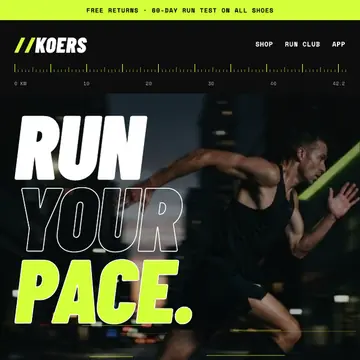 FREE RETURNS · 60-DAY RUN TEST ON ALL SHOES
//KOERS
SHOP RUN CLUB APP
0 KM 10 20 30 40 42.2
RUN
YOUR
PACE.